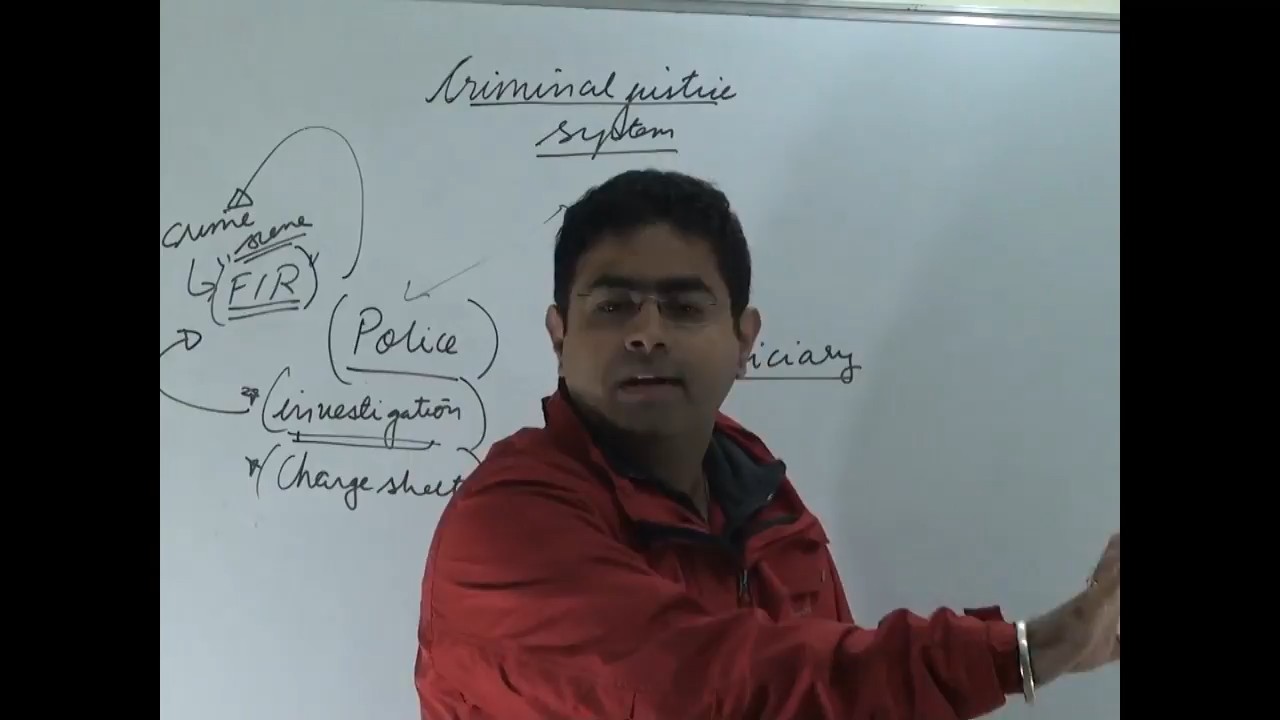 Criminal justice
system
crime
scene
(FIR)
(Police)
iciary
*(investigation)
*(Charge sheet